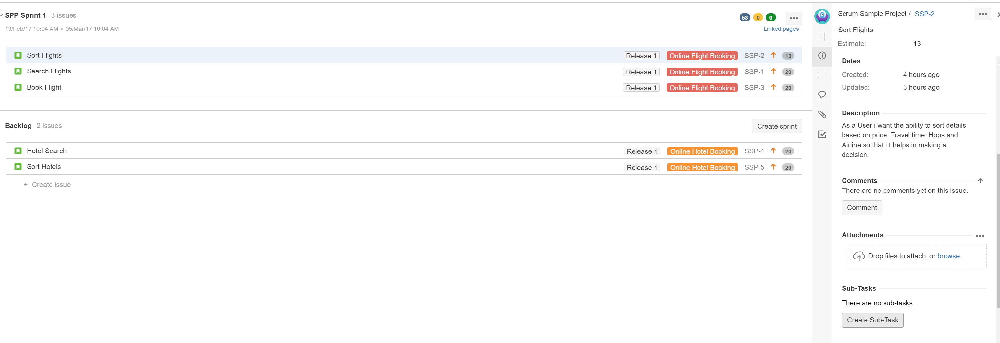 SPP Sprint 1 3 issues
53 0 0 •••
19/Feb/17 10:04 AM • 05/Mar/17 10:04 AM
Linked pages
Sort Flights Release 1 Online Flight Booking SSP-2 13
Search Flights Release 1 Online Flight Booking SSP-1 20
Book Flight Release 1 Online Flight Booking SSP-3 20
Backlog 2 issues
Create sprint
Hotel Search Release 1 Online Hotel Booking SSP-4 20
Sort Hotels Release 1 Online Hotel Booking SSP-5 20
+ Create issue
Scrum Sample Project / SSP-2 •••
Sort Flights
Estimate: 13
Dates
Created: 4 hours ago
Updated: 3 hours ago
Description
As a User i want the ability to sort details
based on price, Travel time, Hops and
Airline so that i t helps in making a
decision.
Comments
There are no comments yet on this issue.
Comment
Attachments •••
Drop files to attach, or browse.
Sub-Tasks
There are no sub-tasks
Create Sub-Task